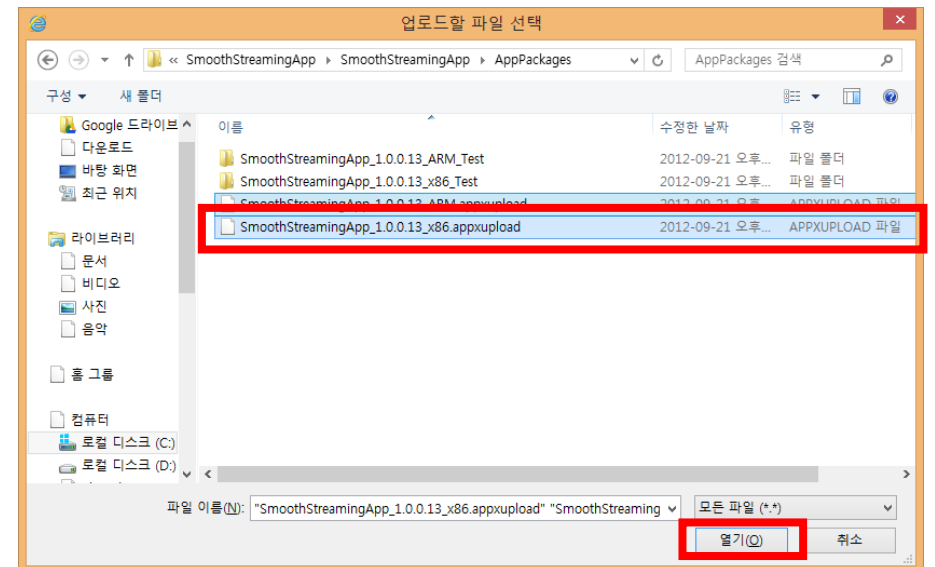 업로드할 파일 선택
« SmoothStreamingApp SmoothStreamingApp AppPackages AppPackages 검색
구성 새 폴더
Google 드라이브
다운로드
바탕 화면
최근 위치
라이브러리
문서
비디오
사진
음악
홈 그룹
컴퓨터
로컬 디스크 (C:)
로컬 디스크 (D:)
이름 수정한 날짜 유형
SmoothStreamingApp_1.0.0.13_ARM_Test 2012-09-21 오후... 파일 폴더
SmoothStreamingApp_1.0.0.13_x86_Test 2012-09-21 오후... 파일 폴더
SmoothStreamingApp_1.0.0.13_ARM.appxupload 2012-09-21 오후... APPXUPLOAD 파일
SmoothStreamingApp_1.0.0.13_x86.appxupload 2012-09-21 오후... APPXUPLOAD 파일
파일 이름(N): "SmoothStreamingApp_1.0.0.13_x86.appxupload" "SmoothStreaming 모든 파일 (*.*)
열기(O) 취소